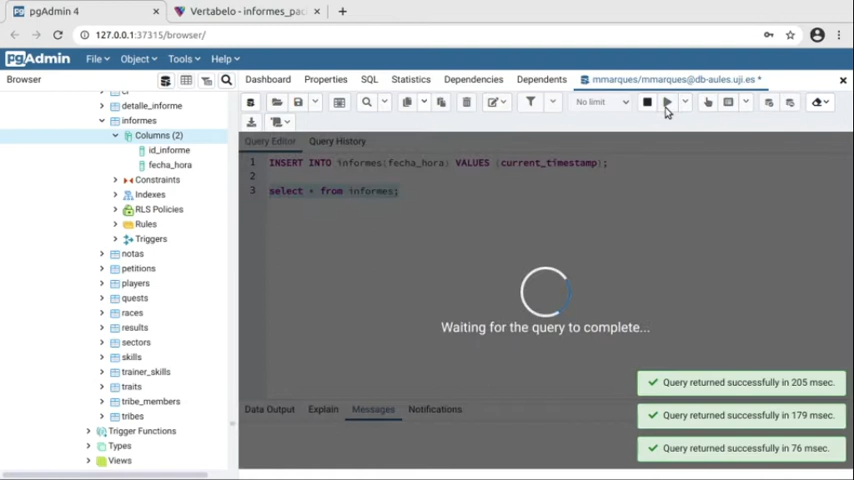 pgAdmin 4
Vertabelo - informes_pac
127.0.0.1:37315/browser/
pgAdmin File Object Tools Help
Browser
Dashboard Properties SQL Statistics Dependencies Dependents mmarques/mmarques@db-aules.uji.es *
detalle_informe
informes
Columns (2)
id_informe
fecha_hora
Constraints
Indexes
RLS Policies
Rules
Triggers
notas
petitions
players
quests
races
results
sectors
skills
trainer_skills
traits
tribe_members
tribes
Trigger Functions
Types
Views
No limit
Query Editor Query History
1 INSERT INTO informes(fecha_hora) VALUES (current_timestamp);
2
3 select * from informes;
Waiting for the query to complete...
Data Output Explain Messages Notifications
Query returned successfully in 205 msec.
Query returned successfully in 179 msec.
Query returned successfully in 76 msec.